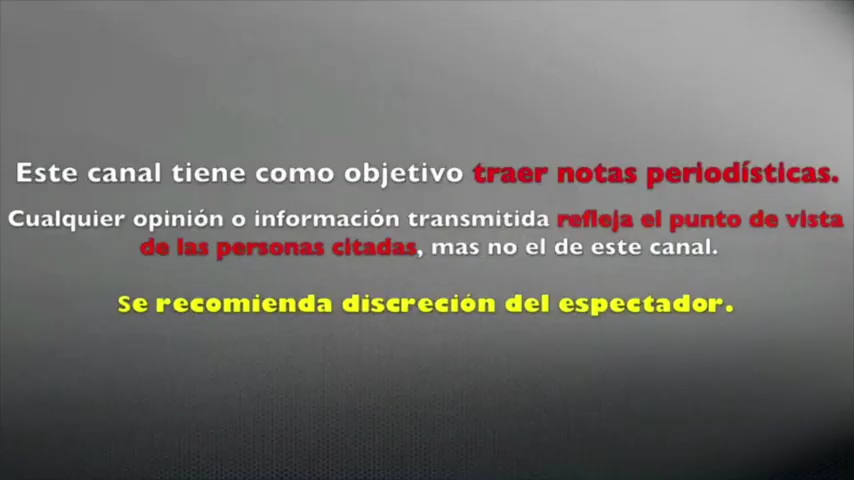 Este canal tiene como objetivo traer notas periodísticas.
Cualquier opinión o información transmitida refleja el punto de vista
de las personas citadas, mas no el de este canal.
Se recomienda discreción del espectador.